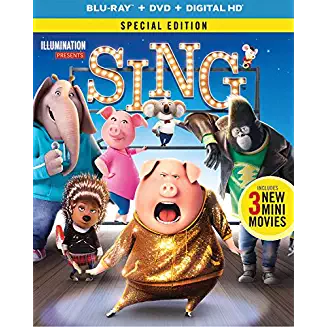 BLU-RAY + DVD + DIGITAL HD
SPECIAL EDITION
ILLUMINATION
PRESENTS
SING
INCLUDES
3 NEW
MINI
MOVIES